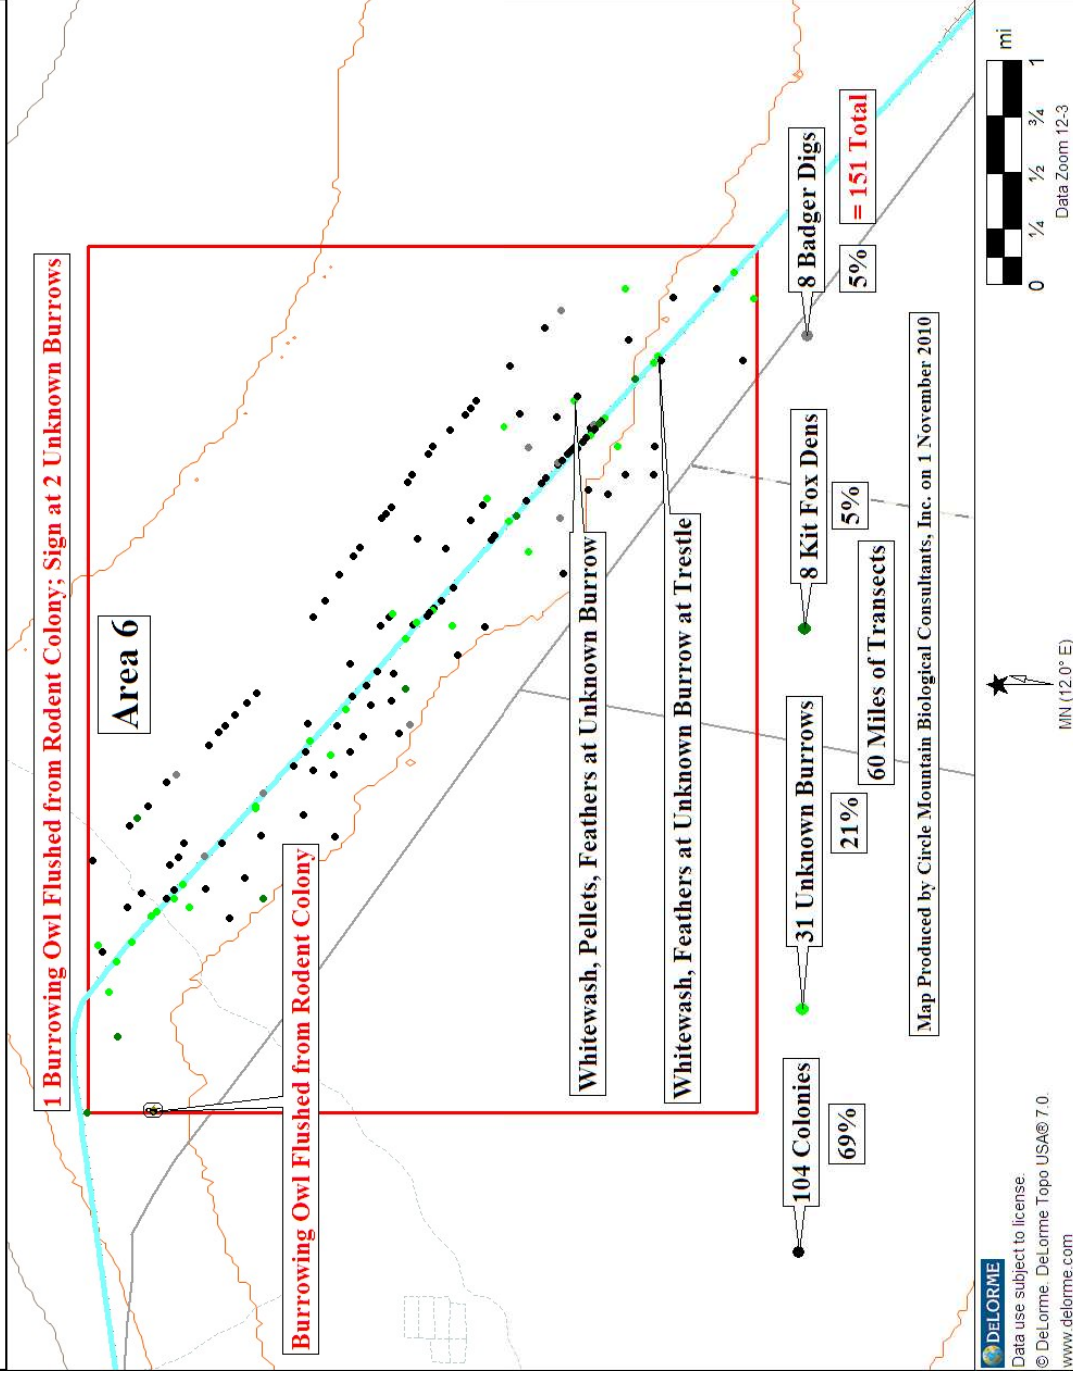 1 Burrowing Owl Flushed from Rodent Colony; Sign at 2 Unknown Burrows
Area 6
Burrowing Owl Flushed from Rodent Colony
Whitewash, Pellets, Feathers at Unknown Burrow
Whitewash, Feathers at Unknown Burrow at Trestle
104 Colonies
69%
31 Unknown Burrows
21%
8 Kit Fox Dens
5%
8 Badger Digs
5%
= 151 Total
60 Miles of Transects
Map Produced by Circle Mountain Biological Consultants, Inc. on 1 November 2010
DELORME
Data use subject to license.
© DeLorme. DeLorme Topo USA® 7.0.
www.delorme.com
MN (12.0° E)
mi
0 ¼ ½ ¾ 1
Data Zoom 12-3